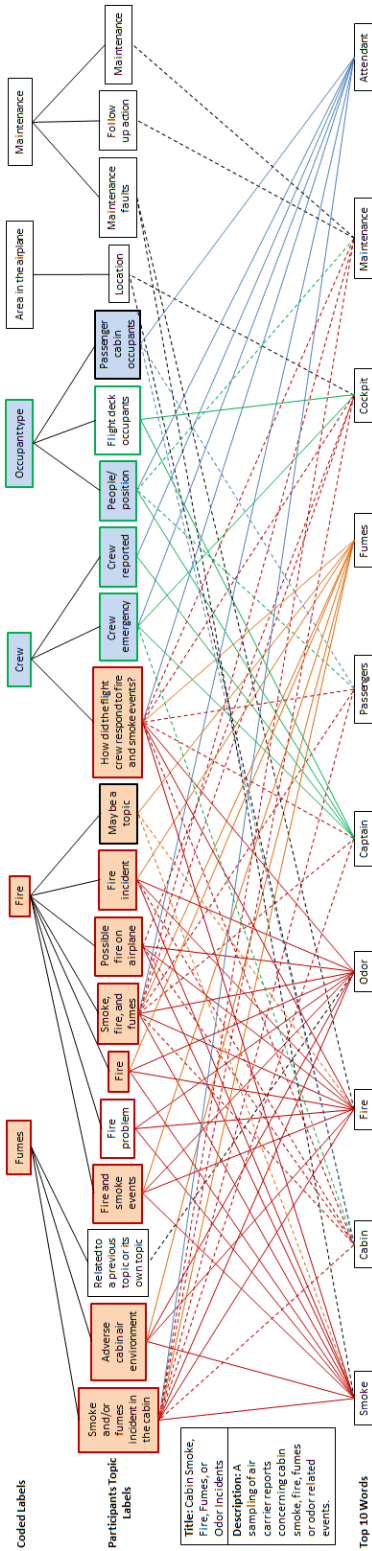 Coded Labels
Fumes
Fire
Crew
Occupant type
Area in the airplane
Maintenance
Participants Topic
Labels
Smoke
and/or
fumes
incident in
the cabin
Adverse
cabin air
environment
Related to
a previous
topic or its
own topic
Fire and
smoke
events
Fire
problem
Fire
Smoke,
fire, and
fumes
Possible
fire on
airplane
Fire
incident
May be a
topic
How did the flight
crew respond to fire
and smoke events?
Crew
emergency
Crew
reported
People/
position
Flight deck
occupants
Passenger
cabin
occupants
Location
Maintenance
faults
Follow
up action
Maintenance
Title: Cabin Smoke,
Fire, Fumes, or
Odor Incidents
Description: A
sampling of air
carrier reports
concerning cabin
smoke, fire, fumes
or odor related
events.
Top 10 Words
Smoke
Cabin
Fire
Odor
Captain
Passengers
Fumes
Cockpit
Maintenance
Attendant